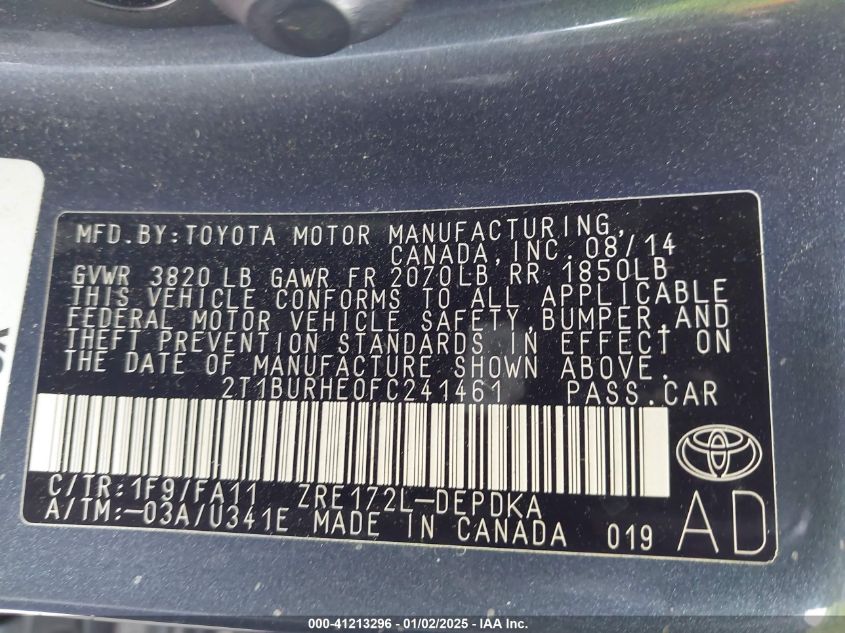 MFD.BY:TOYOTA MOTOR MANUFACTURING,
CANADA,INC. 08/14
GVWR 3820 LB GAWR FR 2070LB RR 1850LB
THIS VEHICLE CONFORMS TO ALL APPLICABLE
FEDERAL MOTOR VEHICLE SAFETY,BUMPER,AND
THEFT PREVENTION STANDARDS IN EFFECT ON
THE DATE OF MANUFACTURE SHOWN ABOVE.
2T1BURHE0FC241461 PASS.CAR
C/TR:1F9/FA11 ZRE172L-DEPDKA
A/TM:-03A/U341E MADE IN CANADA 019 AD
000-41213296 - 01/02/2025 - IAA Inc.